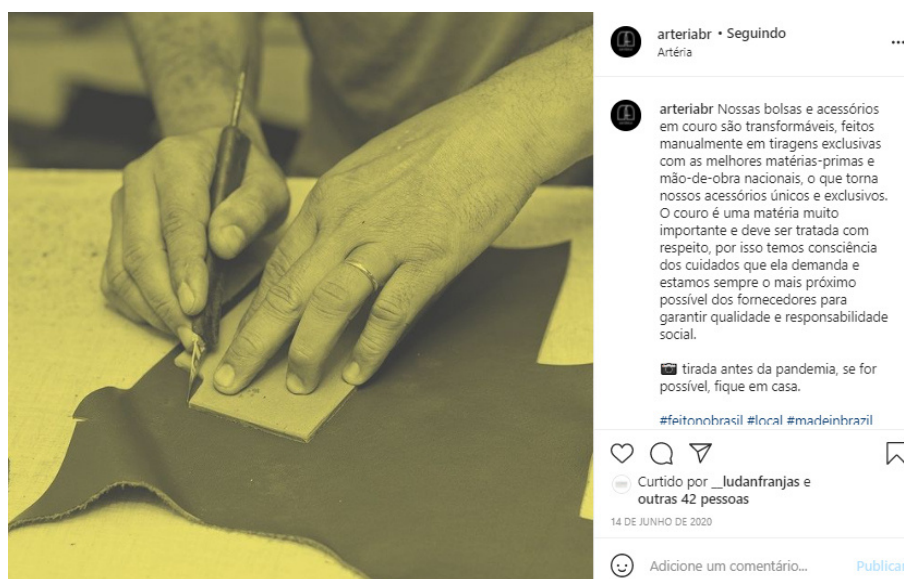 arteriabr • Seguindo
Artéria
arteriabr Nossas bolsas e acessórios
em couro são transformáveis, feitos
manualmente em tiragens exclusivas
com as melhores matérias-primas e
mão-de-obra nacionais, o que torna
nossos acessórios únicos e exclusivos.
O couro é uma matéria muito
importante e deve ser tratada com
respeito, por isso temos consciência
dos cuidados que ela demanda e
estamos sempre o mais próximo
possível dos fornecedores para
garantir qualidade e responsabilidade
social.
📷 tirada antes da pandemia, se for
possível, fique em casa.
#feitonobrasil #local #madeinbrazil
Curtido por __ludanfranjas e
outras 42 pessoas
14 DE JUNHO DE 2020
Adicione um comentário...
Publicar